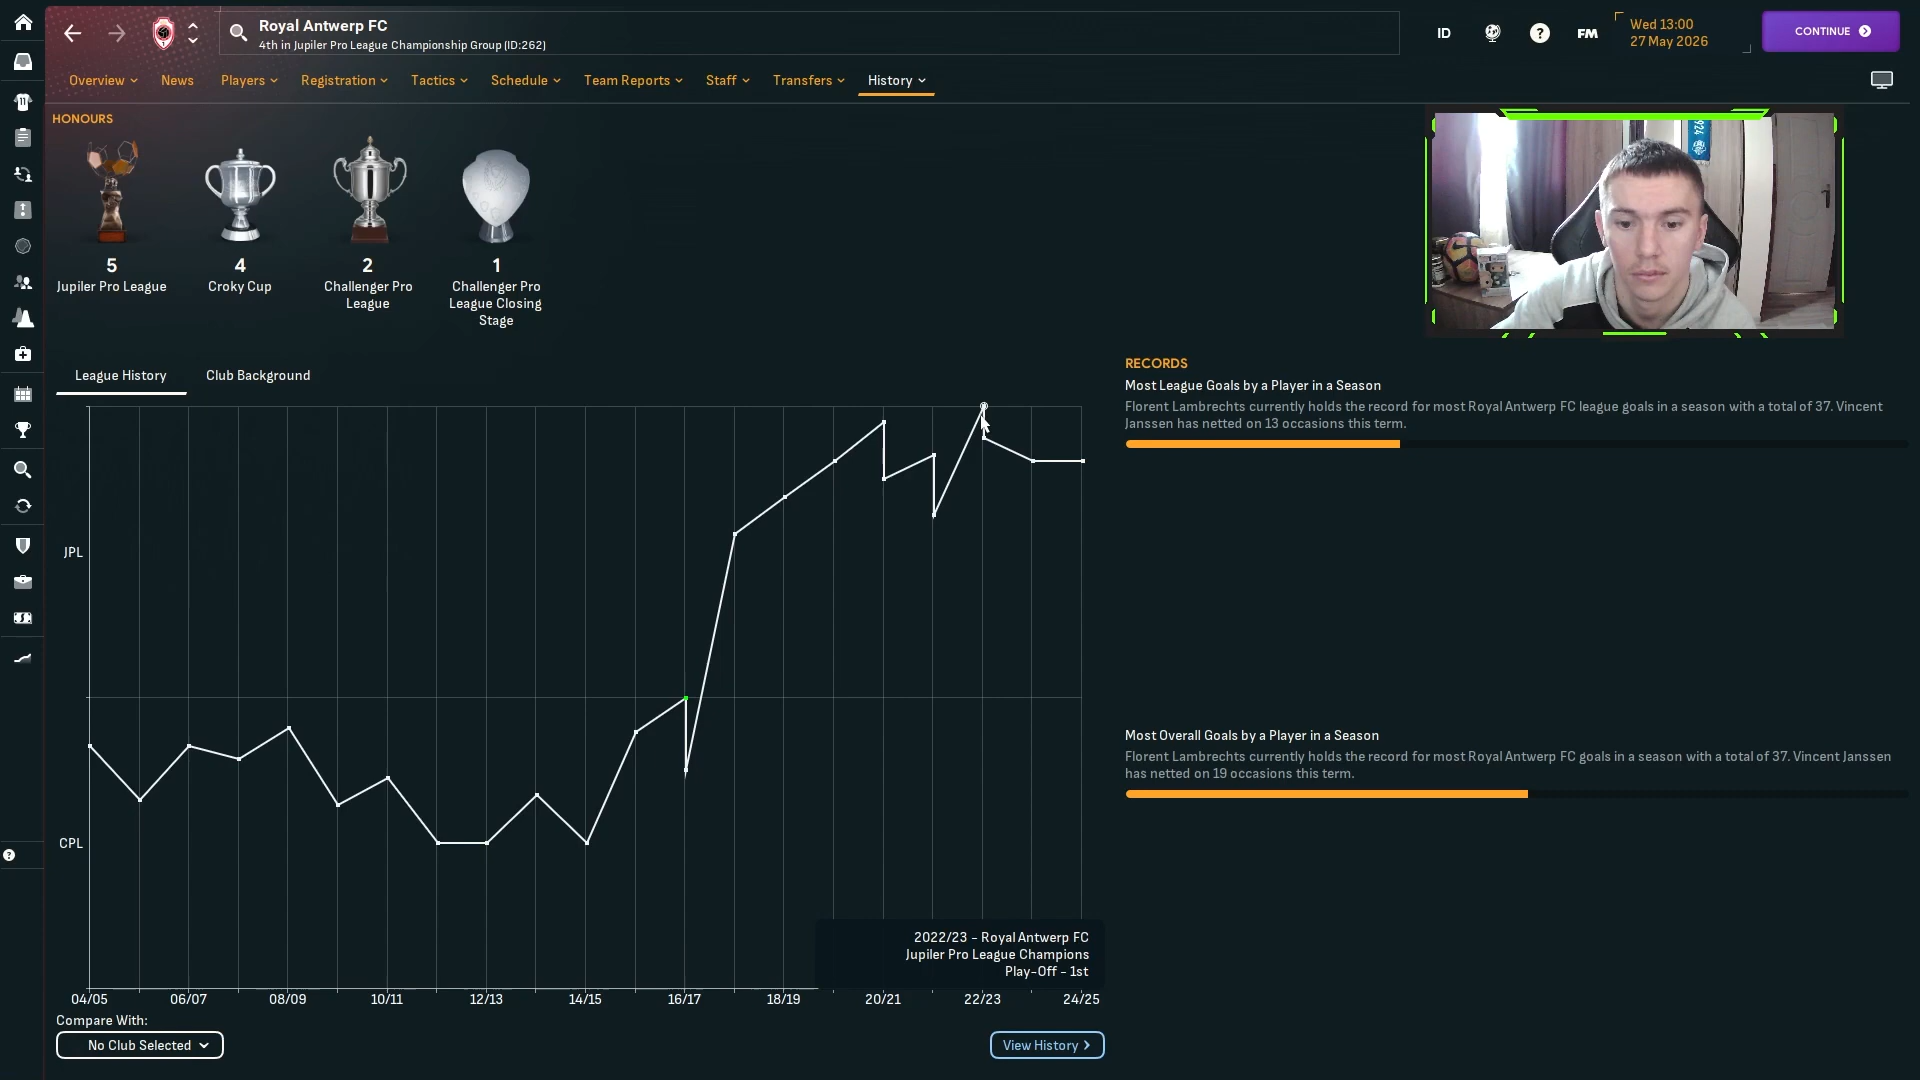 Royal Antwerp FC
4th in Jupiler Pro League Championship Group (ID:262)
ID
FM
Wed 13:00
27 May 2026
CONTINUE
Overview
News
Players
Registration
Tactics
Schedule
Team Reports
Staff
Transfers
History
HONOURS
5
Jupiler Pro League
4
Croky Cup
2
Challenger Pro
League
1
Challenger Pro
League Closing
Stage
924
League History
Club Background
JPL
CPL
2022/23 - Royal Antwerp FC
Jupiler Pro League Champions
Play-Off - 1st
04/05
06/07
08/09
10/11
12/13
14/15
16/17
18/19
20/21
22/23
24/25
Compare With:
No Club Selected
View History
RECORDS
Most League Goals by a Player in a Season
Florent Lambrechts currently holds the record for most Royal Antwerp FC league goals in a season with a total of 37. Vincent
Janssen has netted on 13 occasions this term.
Most Overall Goals by a Player in a Season
Florent Lambrechts currently holds the record for most Royal Antwerp FC goals in a season with a total of 37. Vincent Janssen
has netted on 19 occasions this term.